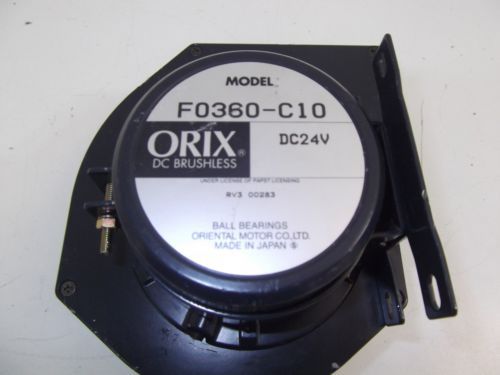 MODEL
F0360-C10
ORIX®
DC BRUSHLESS
DC24V
UNDER LICENSE OF PAPST LICENSING
RV3 00283
BALL BEARINGS
ORIENTAL MOTOR CO., LTD.
MADE IN JAPAN